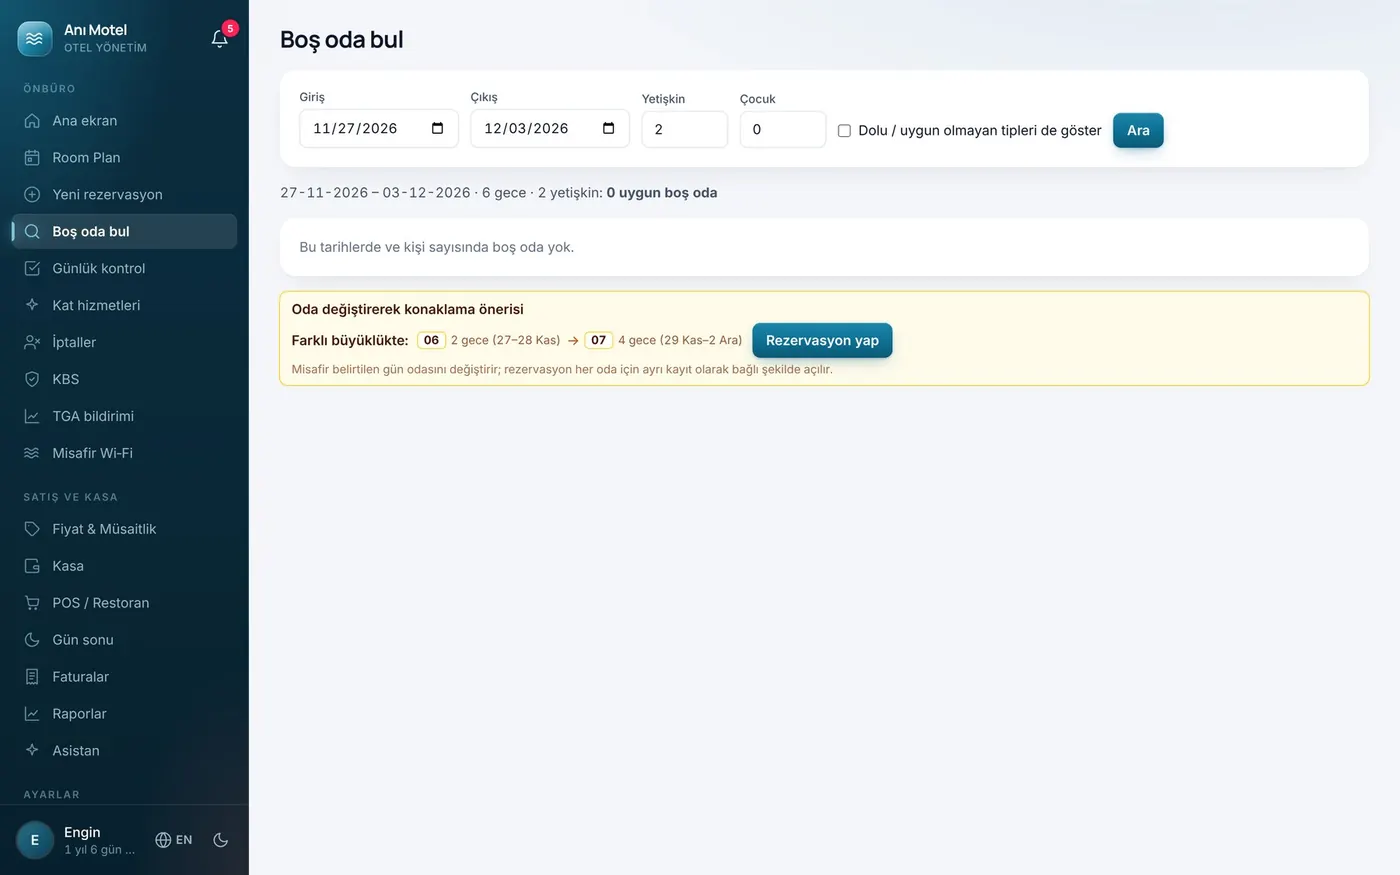 Anı Motel
OTEL YÖNETİM
5
ÖNBÜRO
Ana ekran
Room Plan
Yeni rezervasyon
Boş oda bul
Günlük kontrol
Kat hizmetleri
İptaller
KBS
TGA bildirimi
Misafir Wi-Fi
SATIŞ VE KASA
Fiyat & Müsaitlik
Kasa
POS / Restoran
Gün sonu
Faturalar
Raporlar
Asistan
AYARLAR
E
Engin
1 yıl 6 gün ...
EN
Boş oda bul
Giriş
Çıkış
Yetişkin
Çocuk
11/27/2026
12/03/2026
2
0
Dolu / uygun olmayan tipleri de göster
Ara
27-11-2026 – 03-12-2026 · 6 gece · 2 yetişkin: 0 uygun boş oda
Bu tarihlerde ve kişi sayısında boş oda yok.
Oda değiştirerek konaklama önerisi
Farklı büyüklükte: 06 2 gece (27–28 Kas) → 07 4 gece (29 Kas–2 Ara) Rezervasyon yap
Misafir belirtilen gün odasını değiştirir; rezervasyon her oda için ayrı kayıt olarak bağlı şekilde açılır.